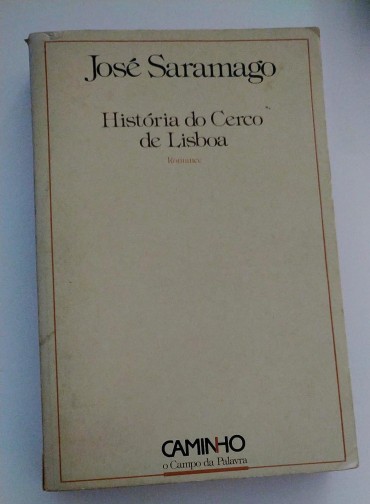 José Saramago
História do Cerco
de Lisboa
Romance
CAMINHO
o Campo da Palavra